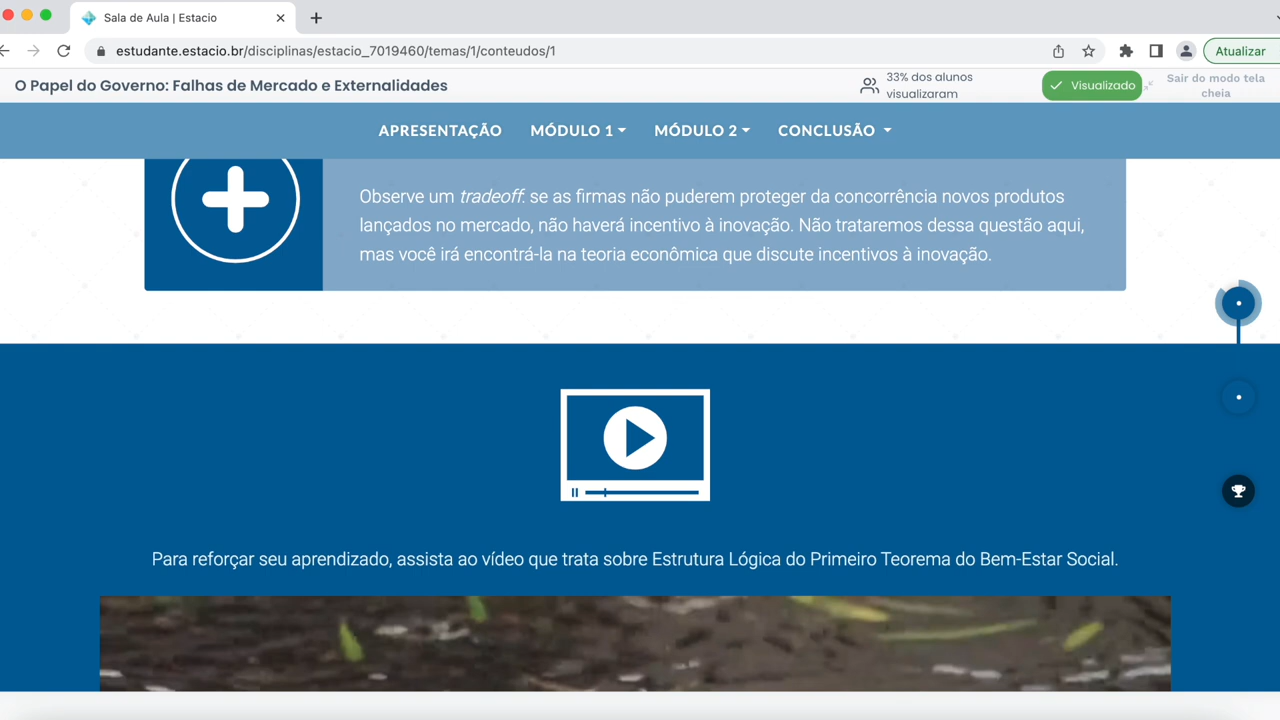 Sala de Aula | Estacio
estudante.estacio.br/disciplinas/estacio_7019460/temas/1/conteudos/1
Atualizar
O Papel do Governo: Falhas de Mercado e Externalidades
33% dos alunos
visualizaram
Visualizado
Sair do modo tela
cheia
APRESENTAÇÃO MÓDULO 1 MÓDULO 2 CONCLUSÃO
Observe um tradeoff: se as firmas não puderem proteger da concorrência novos produtos
lançados no mercado, não haverá incentivo à inovação. Não trataremos dessa questão aqui,
mas você irá encontrá-la na teoria econômica que discute incentivos à inovação.
Para reforçar seu aprendizado, assista ao vídeo que trata sobre Estrutura Lógica do Primeiro Teorema do Bem-Estar Social.